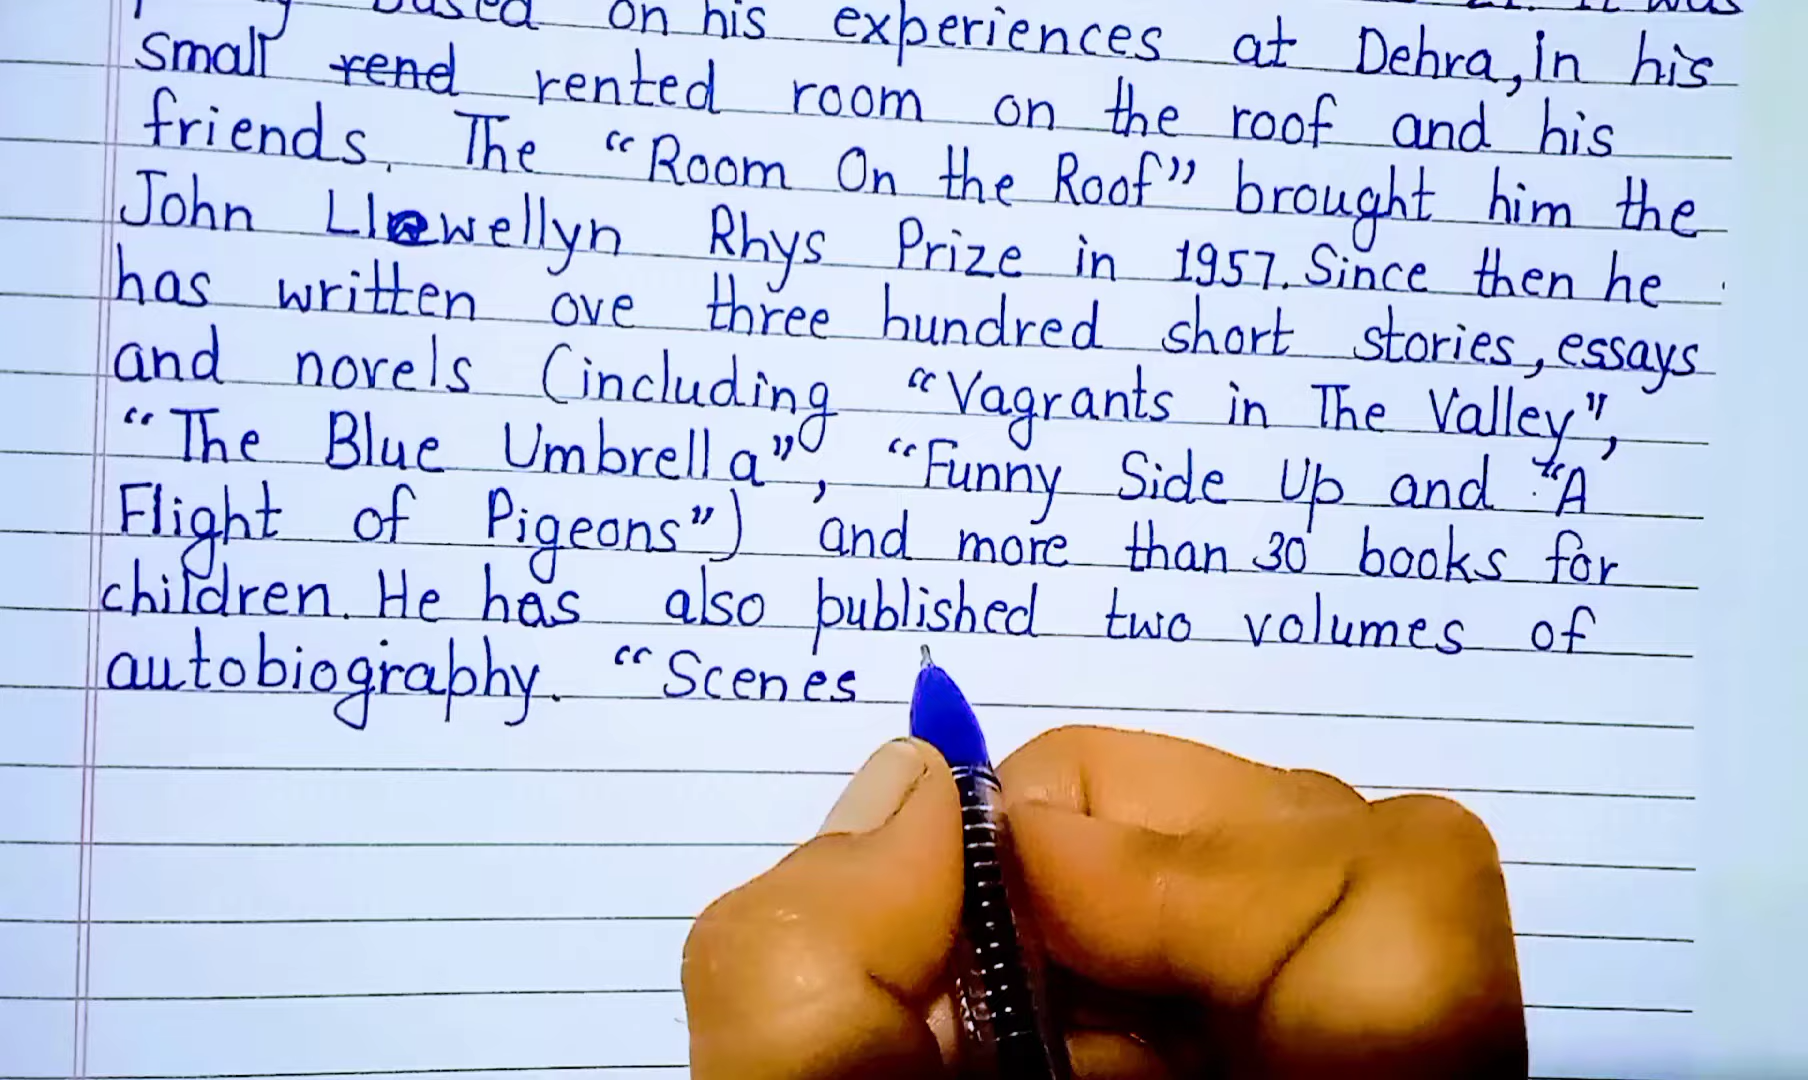 based on his experiences at Dehra, in his
small rend rented room on the roof and his
friends. The “Room On the Roof” brought him the
John Llewellyn Rhys Prize in 1957. Since then he
has written ove three hundred short stories, essays
and novels (including “Vagrants in The Valley”,
“The Blue Umbrella”, “Funny Side Up and “A
Flight of Pigeons”) and more than 30 books for
children. He has also published two volumes of
autobiography. “Scenes